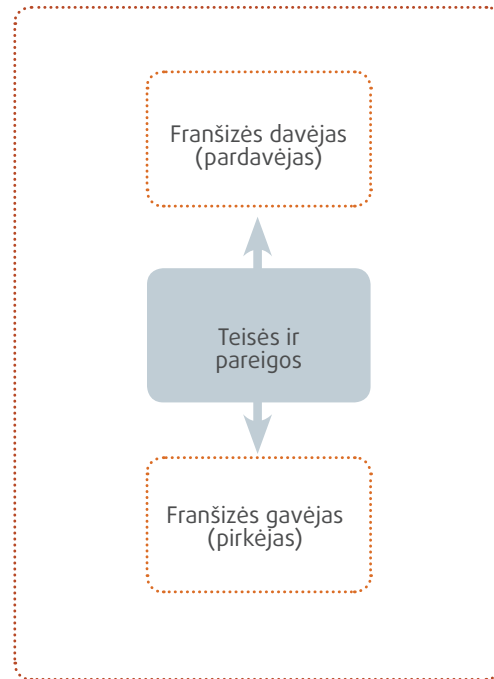 Franšizės davėjas
(pardavėjas)
Teisės ir
pareigos
Franšizės gavėjas
(pirkėjas)